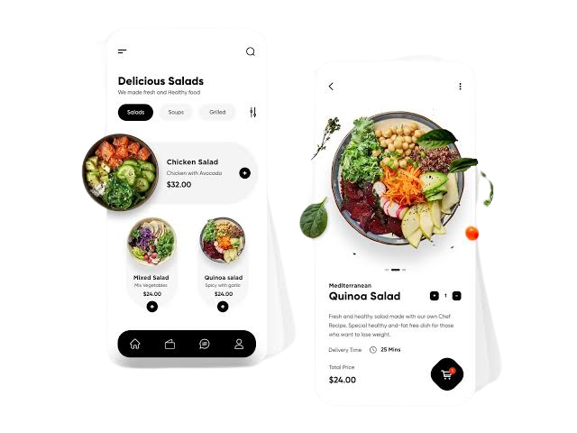 Delicious Salads
We made fresh and Healthy food
Salads
Soups
Grilled
Chicken Salad
Chicken with Avocado
$32.00
Mixed Salad
Mix Vegetables
$24.00
Quinoa salad
Spicy with garlic
$24.00
Mediterranean
Quinoa Salad
1
Fresh and healthy salad made with our own Chef
Recipe. Special healthy and-fat free dish for those
who want to lose weight.
Delivery Time
25 Mins
Total Price
$24.00